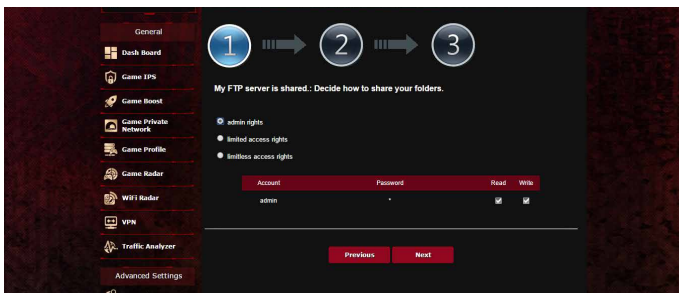 General
Dash Board
Game IPS
Game Boost
Game Private
Network
Game Profile
Game Radar
WiFi Radar
VPN
Traffic Analyzer
Advanced Settings
1
2
3
My FTP server is shared.: Decide how to share your folders.
admin rights
limited access rights
limitless access rights
Account Password Read Write
admin *
Previous Next